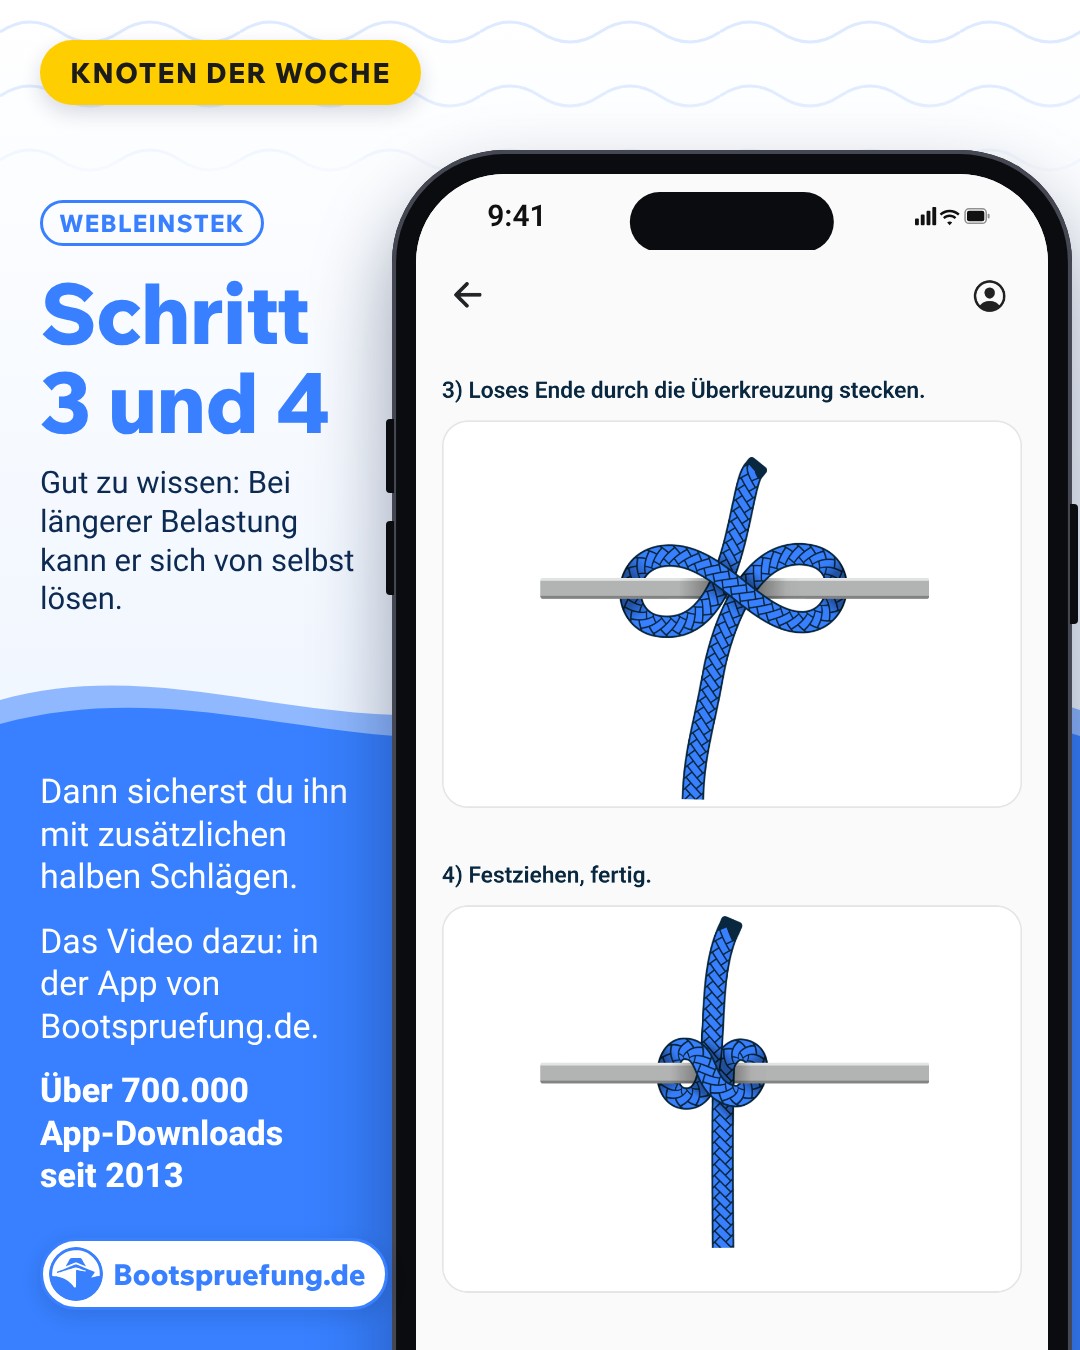 KNOTEN DER WOCHE
WEBLEINSTEK
Schritt
3 und 4
Gut zu wissen: Bei
längerer Belastung
kann er sich von selbst
lösen.
Dann sicherst du ihn
mit zusätzlichen
halben Schlägen.
Das Video dazu: in
der App von
Bootspruefung.de.
Über 700.000
App-Downloads
seit 2013
Bootspruefung.de
9:41
3) Loses Ende durch die Überkreuzung stecken.
4) Festziehen, fertig.